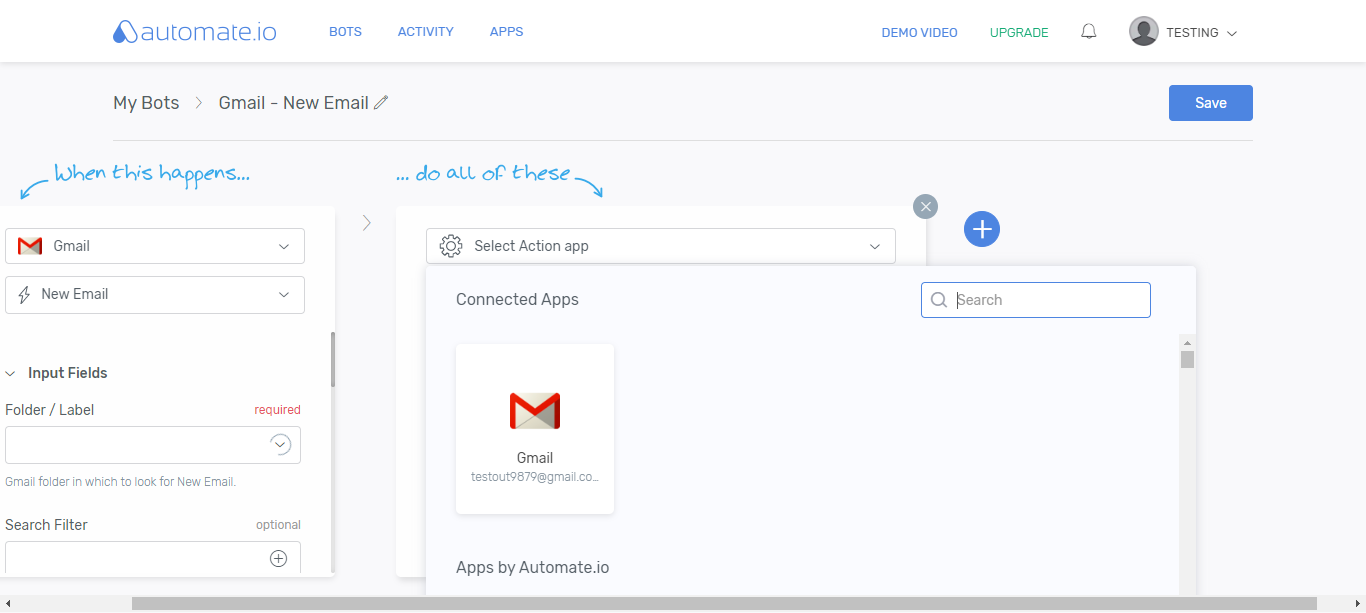 automate.io
BOTS
ACTIVITY
APPS
DEMO VIDEO
UPGRADE
TESTING
My Bots
Gmail - New Email
Save
When this happens...
... do all of these
Gmail
New Email
Input Fields
Folder / Label
required
Gmail folder in which to look for New Email.
Search Filter
optional
Select Action app
Connected Apps
Search
Gmail
testout9879@gmail.co...
Apps by Automate.io